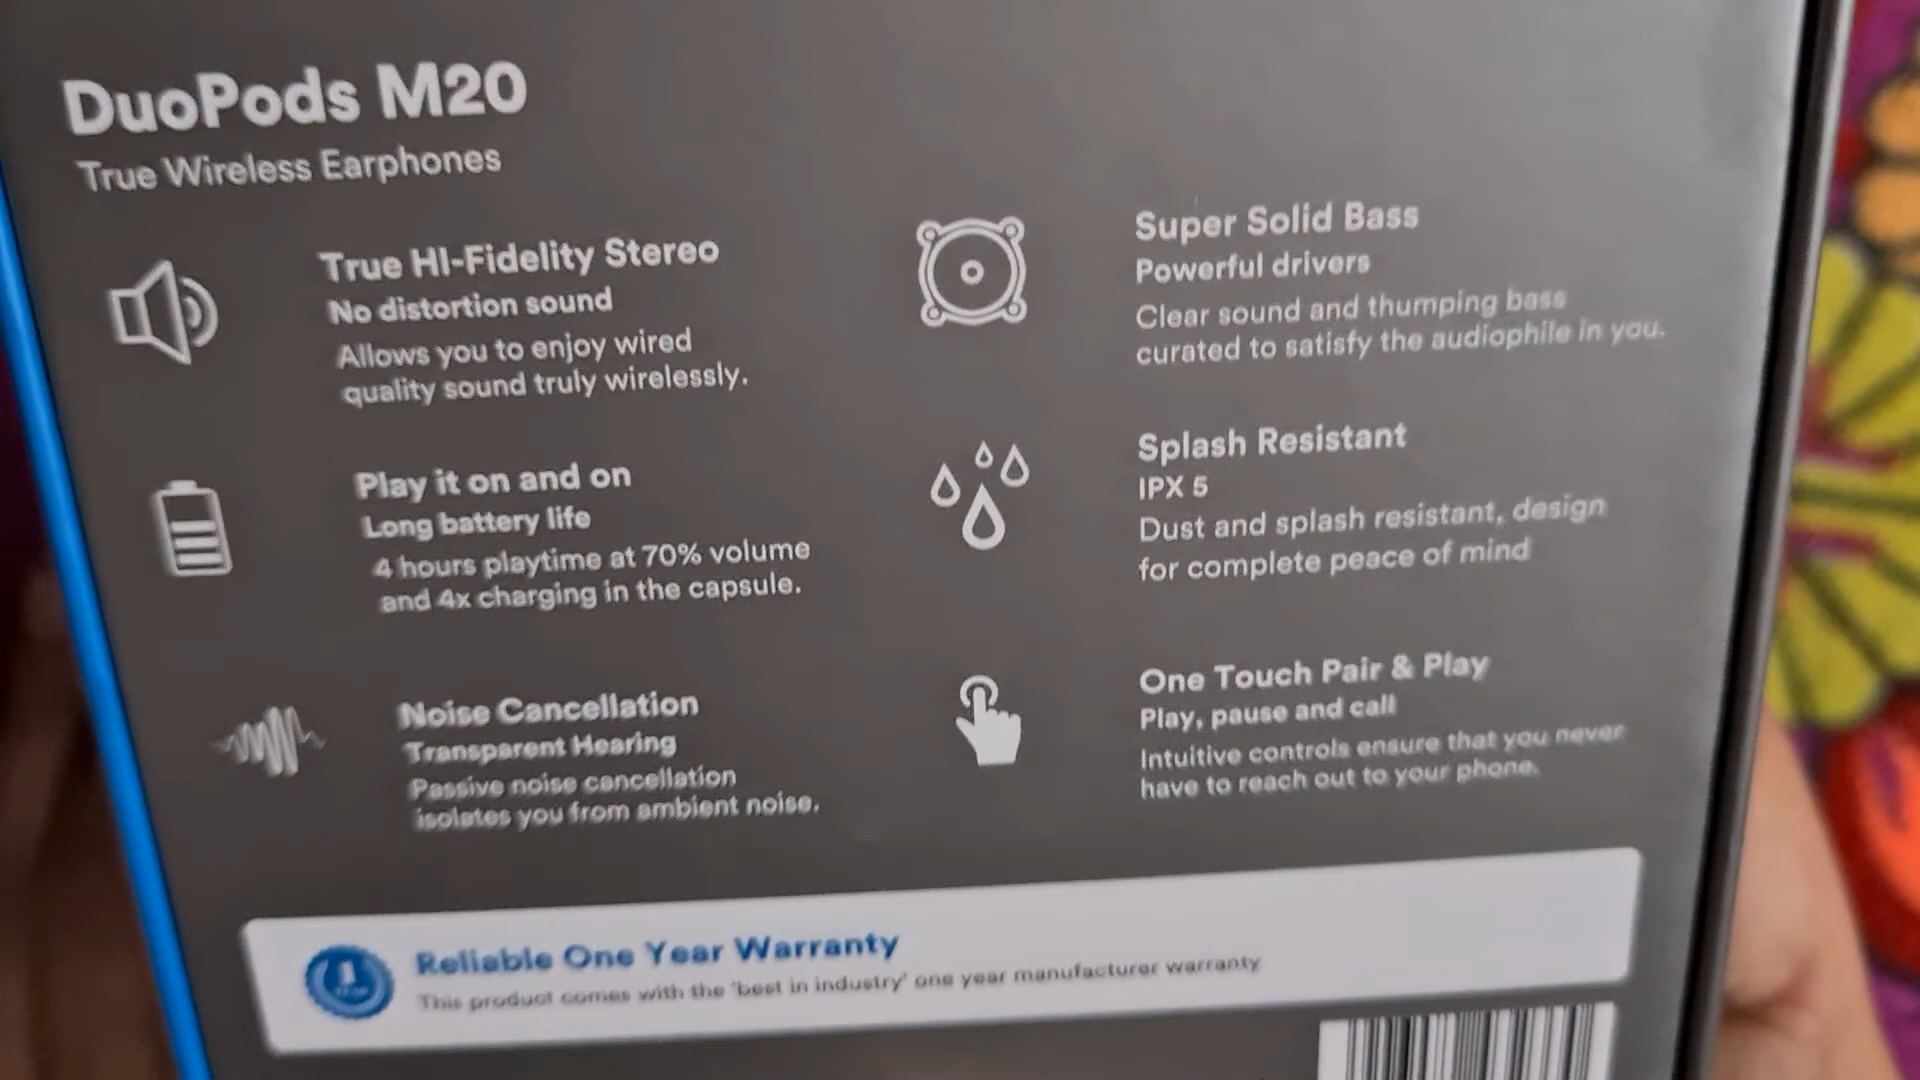 DuoPods M20
True Wireless Earphones
True HI-Fidelity Stereo
No distortion sound
Allows you to enjoy wired
quality sound truly wirelessly.
Super Solid Bass
Powerful drivers
Clear sound and thumping bass
curated to satisfy the audiophile in you.
Play it on and on
Long battery life
4 hours playtime at 70% volume
and 4x charging in the capsule.
Splash Resistant
IPX 5
Dust and splash resistant, design
for complete peace of mind
Noise Cancellation
Transparent Hearing
Passive noise cancellation
isolates you from ambient noise.
One Touch Pair & Play
Play, pause and call
Intuitive controls ensure that you never
have to reach out to your phone.
Reliable One Year Warranty
This product comes with the 'best in industry' one year manufacturer warranty